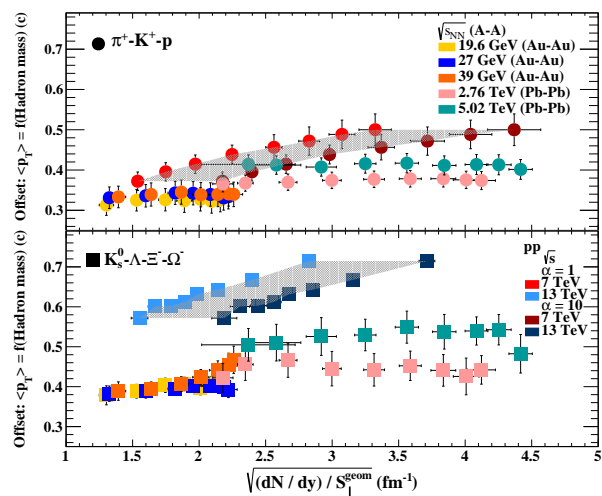 Offset: <p_T> = f(Hadron mass) (c)
0.7
0.6
0.5
0.4
0.3
π⁺-K⁺-p
√s_NN (A-A)
19.6 GeV (Au-Au)
27 GeV (Au-Au)
39 GeV (Au-Au)
2.76 TeV (Pb-Pb)
5.02 TeV (Pb-Pb)
Offset: <p_T> = f(Hadron mass) (c)
0.7
0.6
0.5
0.4
0.3
K⁰_s-Λ-Ξ⁻-Ω⁻
pp
√s
α = 1
7 TeV
13 TeV
α = 10
7 TeV
13 TeV
1 1.5 2 2.5 3 3.5 4 4.5 5
√(dN / dy) / S_⊥^geom (fm⁻¹)